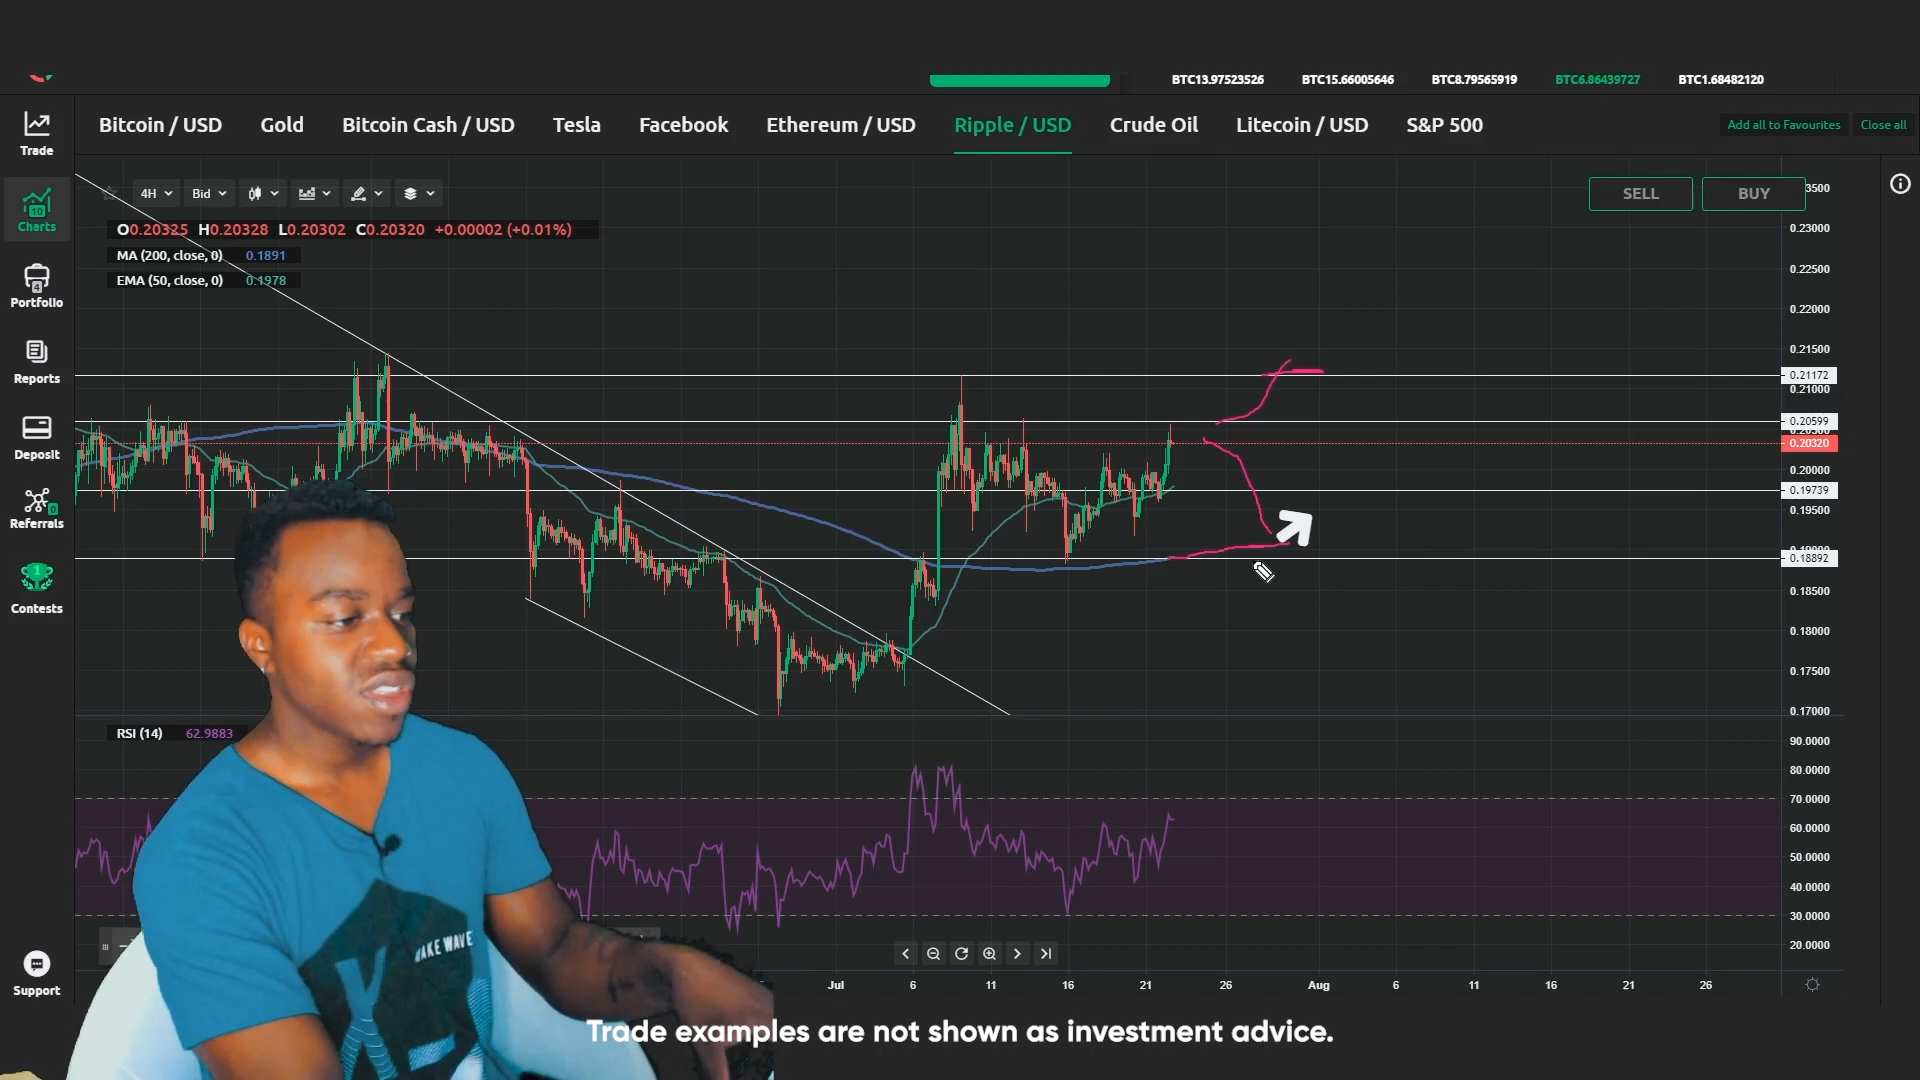 BTC13.97523526 BTC15.66005646 BTC8.79565919 BTC6.86439727 BTC1.68482120
Bitcoin / USD Gold Bitcoin Cash / USD Tesla Facebook Ethereum / USD Ripple / USD Crude Oil Litecoin / USD S&P 500 Add all to Favourites Close all
Trade
10
Charts
4
Portfolio
Reports
Deposit
0
Referrals
1
Contests
Support
4H Bid
SELL BUY
O0.20325 H0.20328 L0.20302 C0.20320 +0.00002 (+0.01%)
MA (200, close, 0) 0.1891
EMA (50, close, 0) 0.1978
3500
0.23000
0.22500
0.22000
0.21500
0.21172
0.21000
0.20599
0.20320
0.20000
0.19739
0.19500
0.18892
0.18500
0.18000
0.17500
0.17000
RSI (14) 62.9883
90.0000
80.0000
70.0000
60.0000
50.0000
40.0000
30.0000
20.0000
Jul 6 11 16 21 26 Aug 6 11 16 21 26
Trade examples are not shown as investment advice.